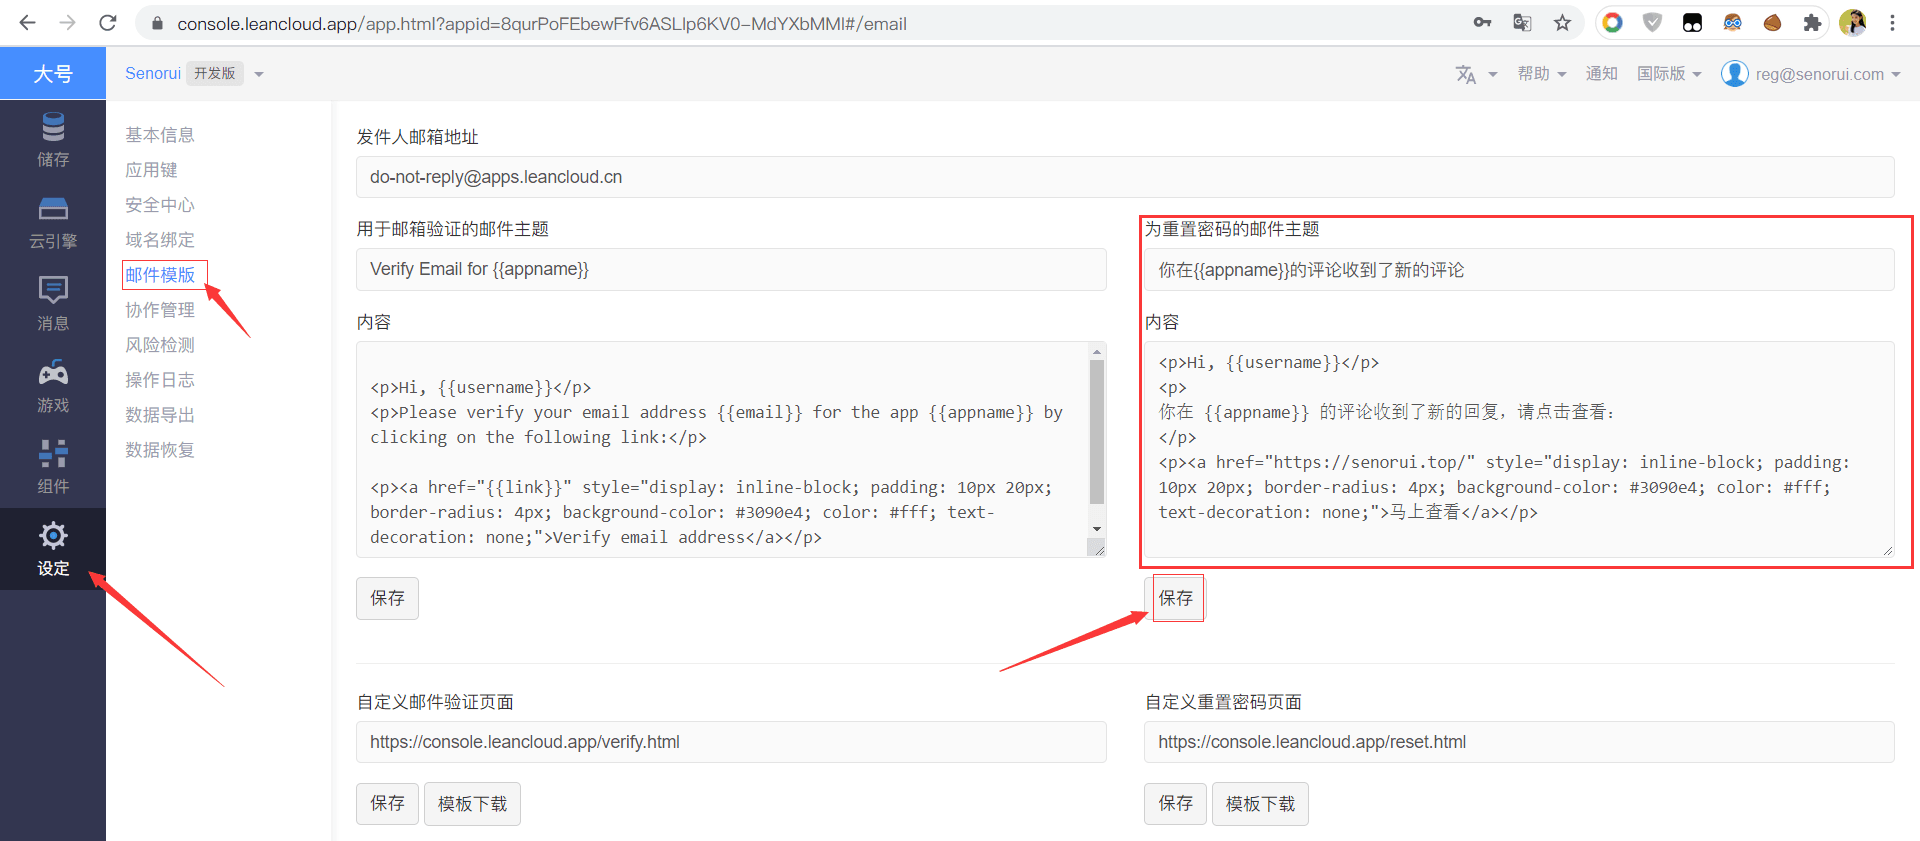 console.leancloud.app/app.html?appid=8qurPoFEbewFfv6ASLIp6KV0-MdYXbMMI#/email
大号
Senorui 开发版
帮助 通知 国际版 reg@senorui.com
储存
云引擎
消息
游戏
组件
设定
基本信息
应用键
安全中心
域名绑定
邮件模版
协作管理
风险检测
操作日志
数据导出
数据恢复
发件人邮箱地址
do-not-reply@apps.leancloud.cn
用于邮箱验证的邮件主题
Verify Email for {{appname}}
内容
<p>Hi, {{username}}</p>
<p>Please verify your email address {{email}} for the app {{appname}} by
clicking on the following link:</p>
<p><a href="{{link}}" style="display: inline-block; padding: 10px 20px;
border-radius: 4px; background-color: #3090e4; color: #fff; text-
decoration: none;">Verify email address</a></p>
保存
为重置密码的邮件主题
你在{{appname}}的评论收到了新的评论
内容
<p>Hi, {{username}}</p>
<p>
你在 {{appname}} 的评论收到了新的回复，请点击查看：
</p>
<p><a href="https://senorui.top/" style="display: inline-block; padding:
10px 20px; border-radius: 4px; background-color: #3090e4; color: #fff;
text-decoration: none;">马上查看</a></p>
保存
自定义邮件验证页面
https://console.leancloud.app/verify.html
保存 模板下载
自定义重置密码页面
https://console.leancloud.app/reset.html
保存 模板下载